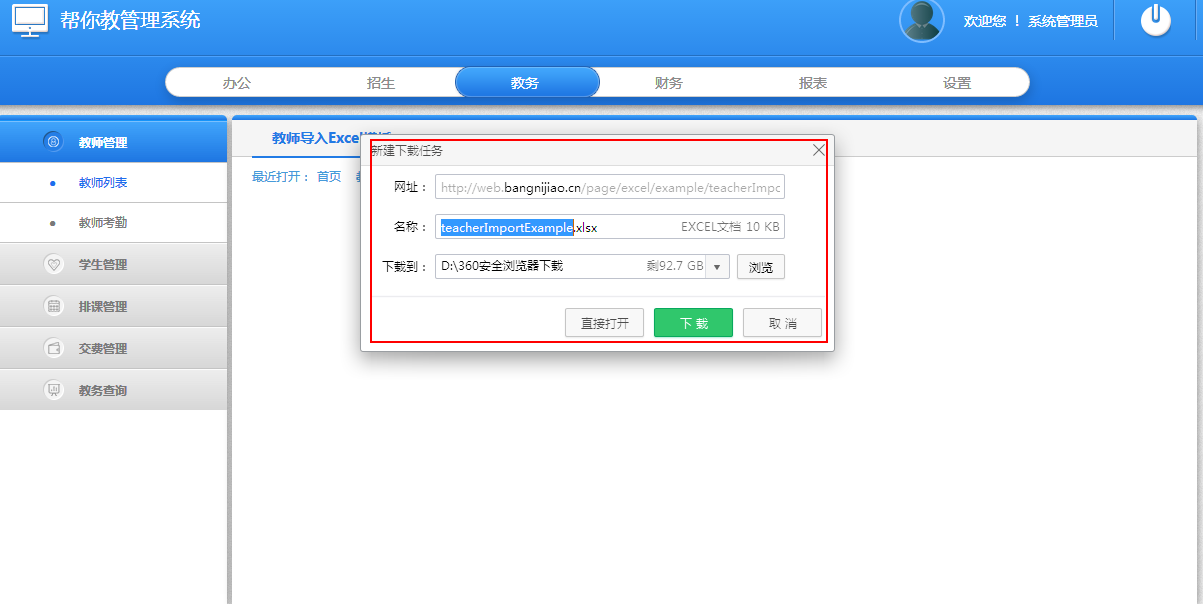 帮你教管理系统
欢迎您 ！ 系统管理员
办公 招生 教务 财务 报表 设置
教师管理
教师列表
教师考勤
学生管理
排课管理
交费管理
教务查询
教师导入Excel
最近打开： 首页
新建下载任务
网址： http://web.bangnijiao.cn/page/excel/example/teacherImpo
名称： teacherImportExample.xlsx EXCEL文档 10 KB
下载到： D:\360安全浏览器下载 剩92.7 GB 浏览
直接打开 下 载 取 消